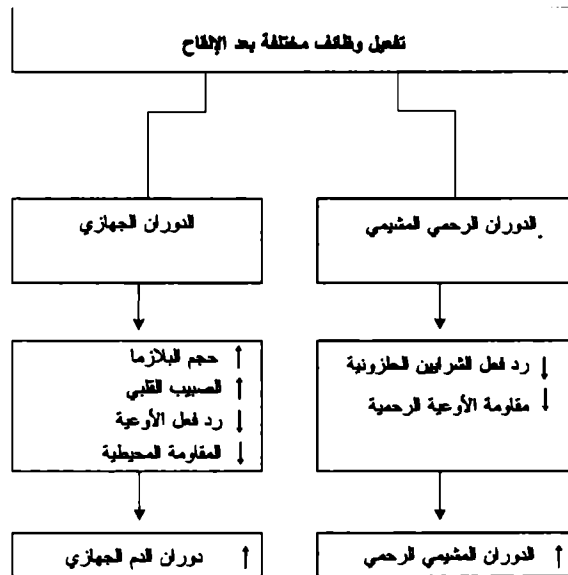 تفعيل وظائف مختلفة بعد الإلقاح
الدوران الرحمي المشيمي
الدوران الجهازي
↓ رد فعل الشرايين الحلزونية
↓ مقاومة الأوعية الرحمية
↑ حجم البلازما
↑ الصبيب القلبي
↓ رد فعل الأوعية
↓ المقاومة المحيطية
↑ الدوران المشيمي الرحمي
↑ دوران الدم الجهازي